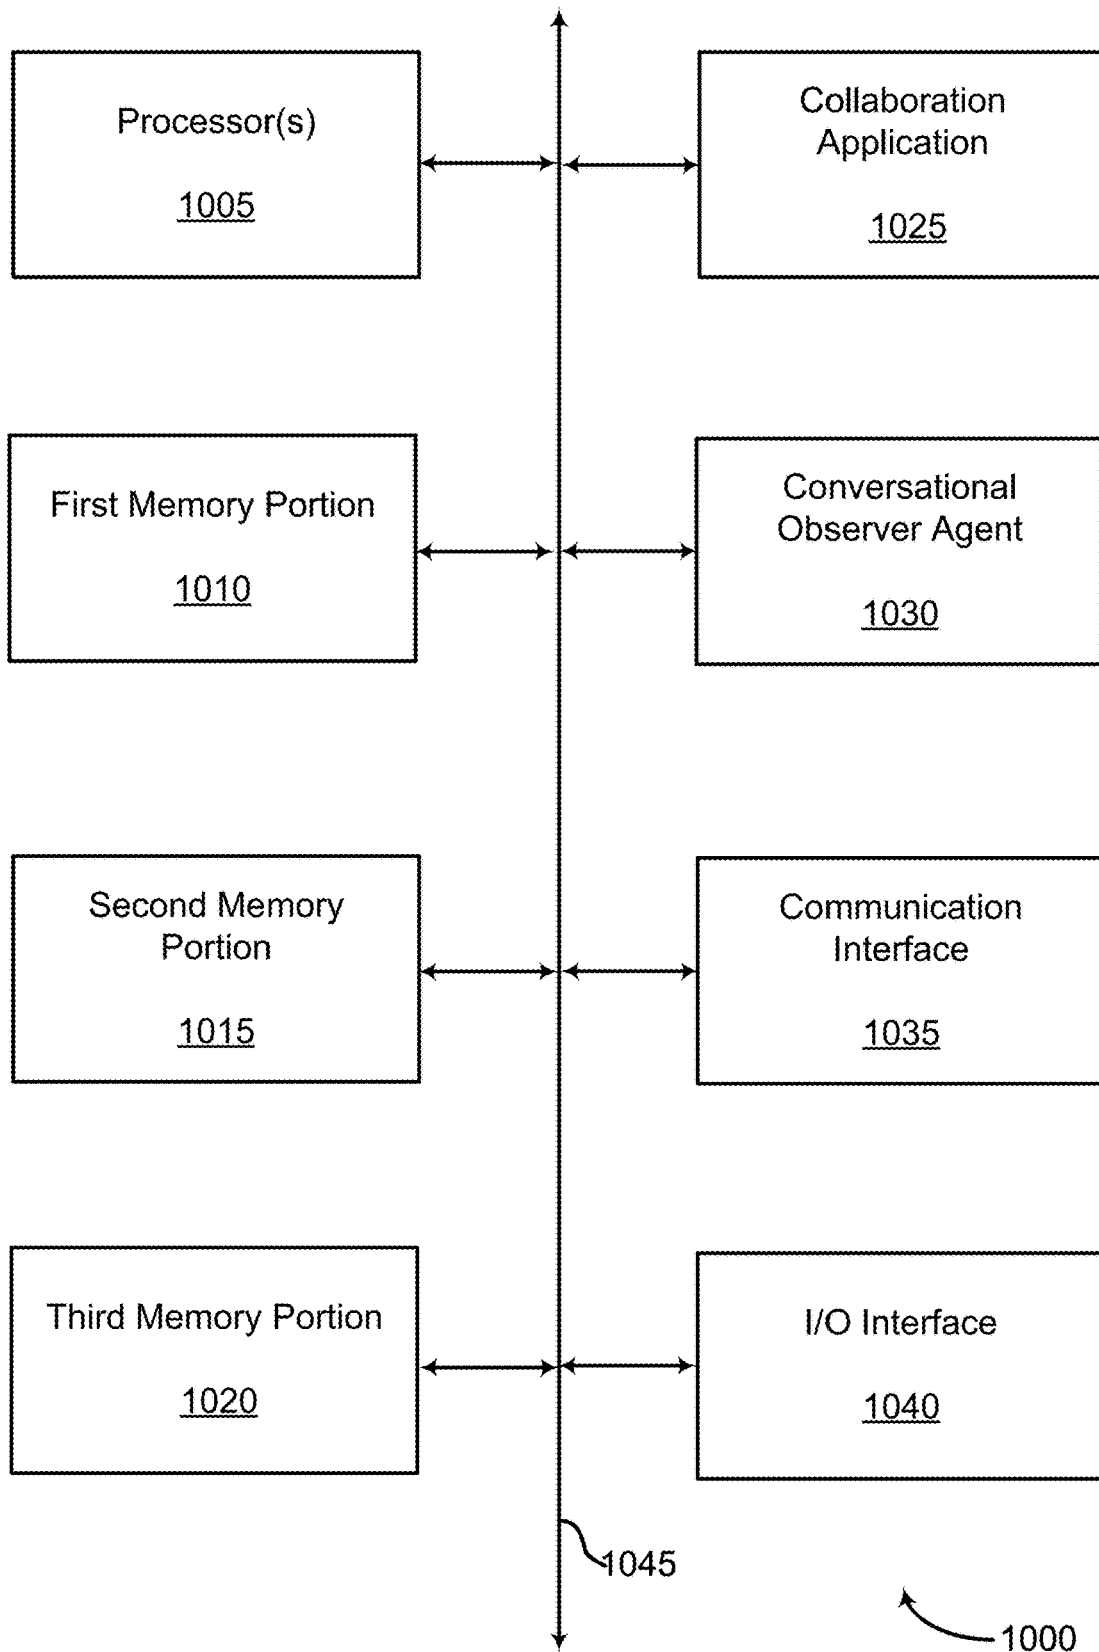 Processor(s)
1005
Collaboration
Application
1025
First Memory Portion
1010
Conversational
Observer Agent
1030
Second Memory
Portion
1015
Communication
Interface
1035
Third Memory Portion
1020
I/O Interface
1040
1045
1000